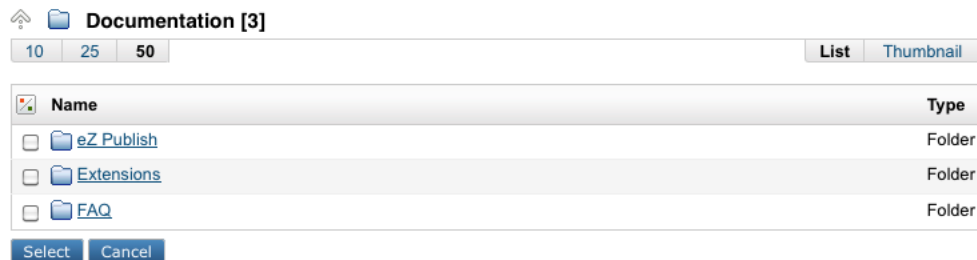 Documentation [3]
10 25 50 List Thumbnail
Name Type
eZ Publish Folder
Extensions Folder
FAQ Folder
Select Cancel